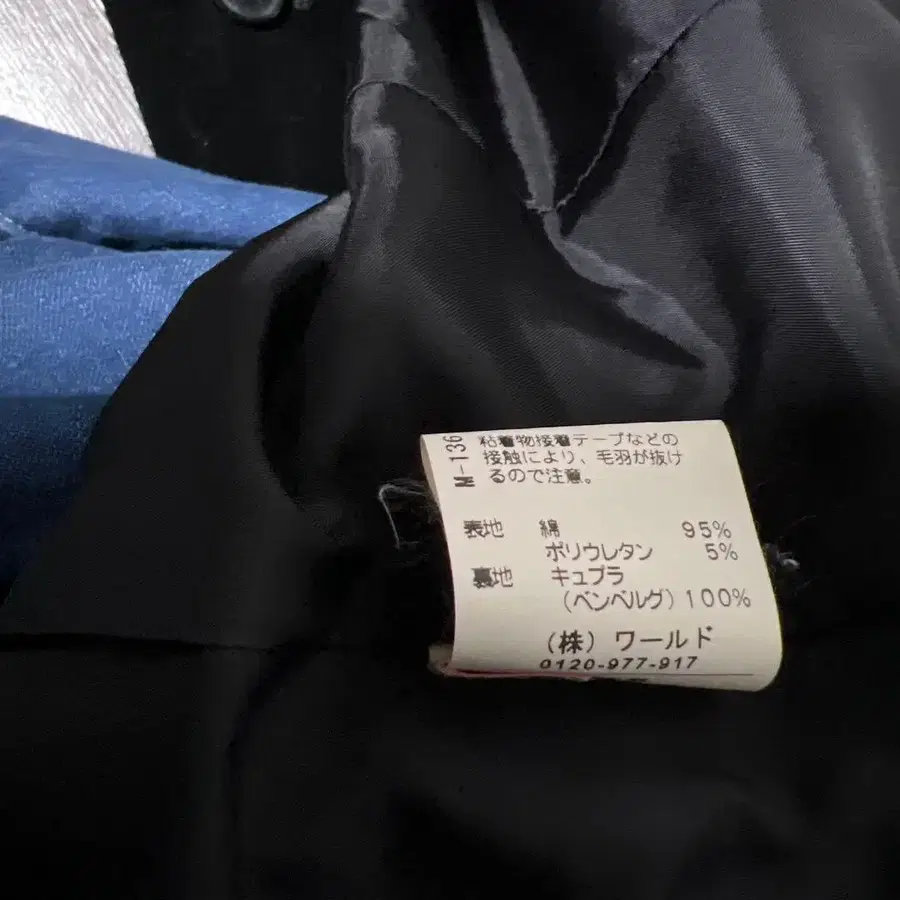 M-136
粘着物接着テープなどの
接触により、毛羽が抜け
るので注意。
表地 綿 95%
ポリウレタン 5%
裏地 キュプラ
(ベンベルグ) 100%
(株) ワールド
0120-977-917